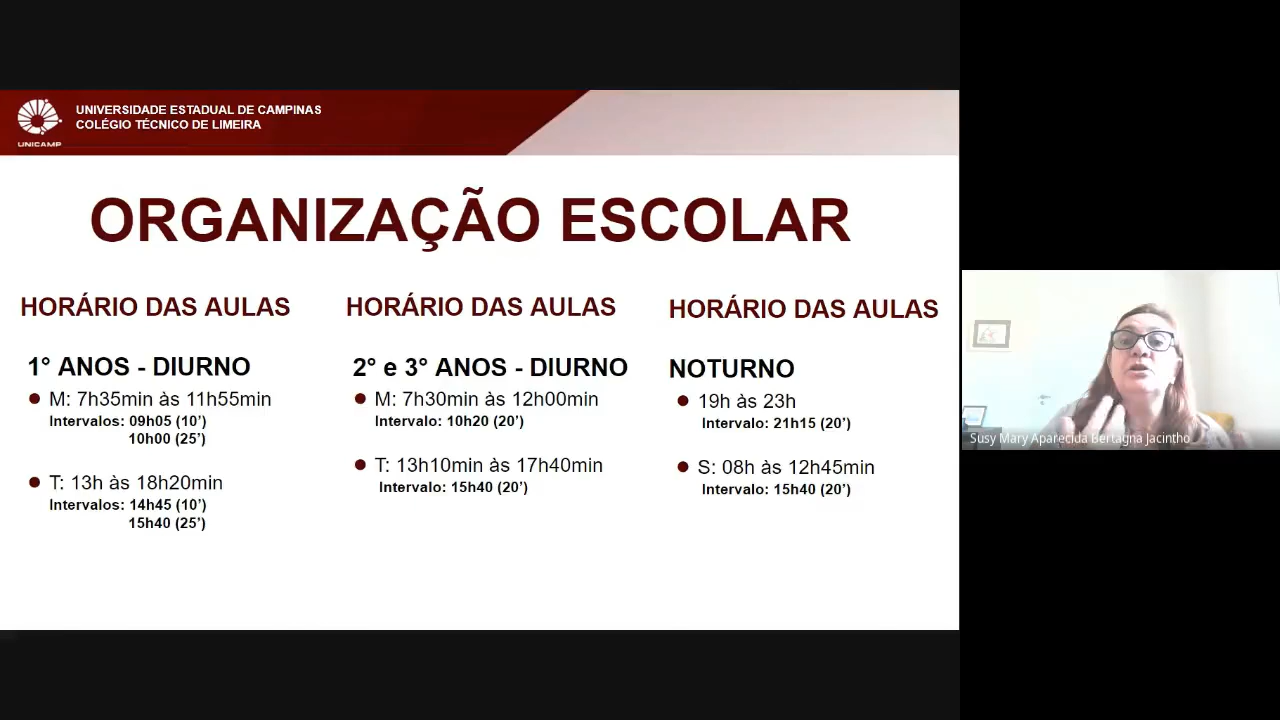 UNIVERSIDADE ESTADUAL DE CAMPINAS
COLÉGIO TÉCNICO DE LIMEIRA
UNICAMP
ORGANIZAÇÃO ESCOLAR
HORÁRIO DAS AULAS
1° ANOS - DIURNO
M: 7h35min às 11h55min
Intervalos: 09h05 (10’)
10h00 (25’)
T: 13h às 18h20min
Intervalos: 14h45 (10’)
15h40 (25’)
HORÁRIO DAS AULAS
2° e 3° ANOS - DIURNO
M: 7h30min às 12h00min
Intervalo: 10h20 (20’)
T: 13h10min às 17h40min
Intervalo: 15h40 (20’)
HORÁRIO DAS AULAS
NOTURNO
19h às 23h
Intervalo: 21h15 (20’)
S: 08h às 12h45min
Intervalo: 15h40 (20’)
Susy Mary Aparecida Bertagna Jacintho